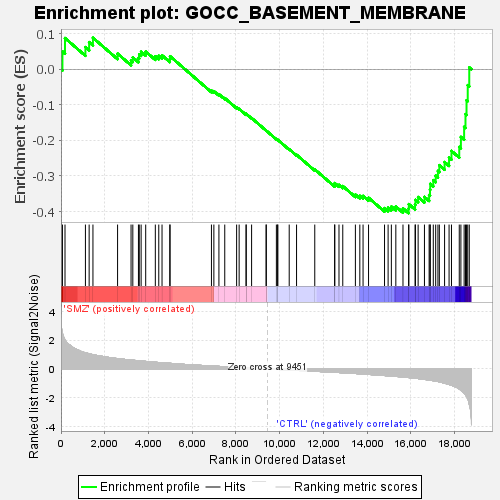 Enrichment plot: GOCC_BASEMENT_MEMBRANE
Enrichment score (ES)
0.1
0.0
-0.1
-0.2
-0.3
-0.4
'SMZ' (positively correlated)
Ranked list metric (Signal2Noise)
4
2
0
-2
-4
Zero cross at 9451
'CTRL' (negatively correlated)
0
2 000
4 000
6 000
8 000
10 000
12 000
14 000
16 000
18 000
Rank in Ordered Dataset
Enrichment profile
Hits
Ranking metric scores